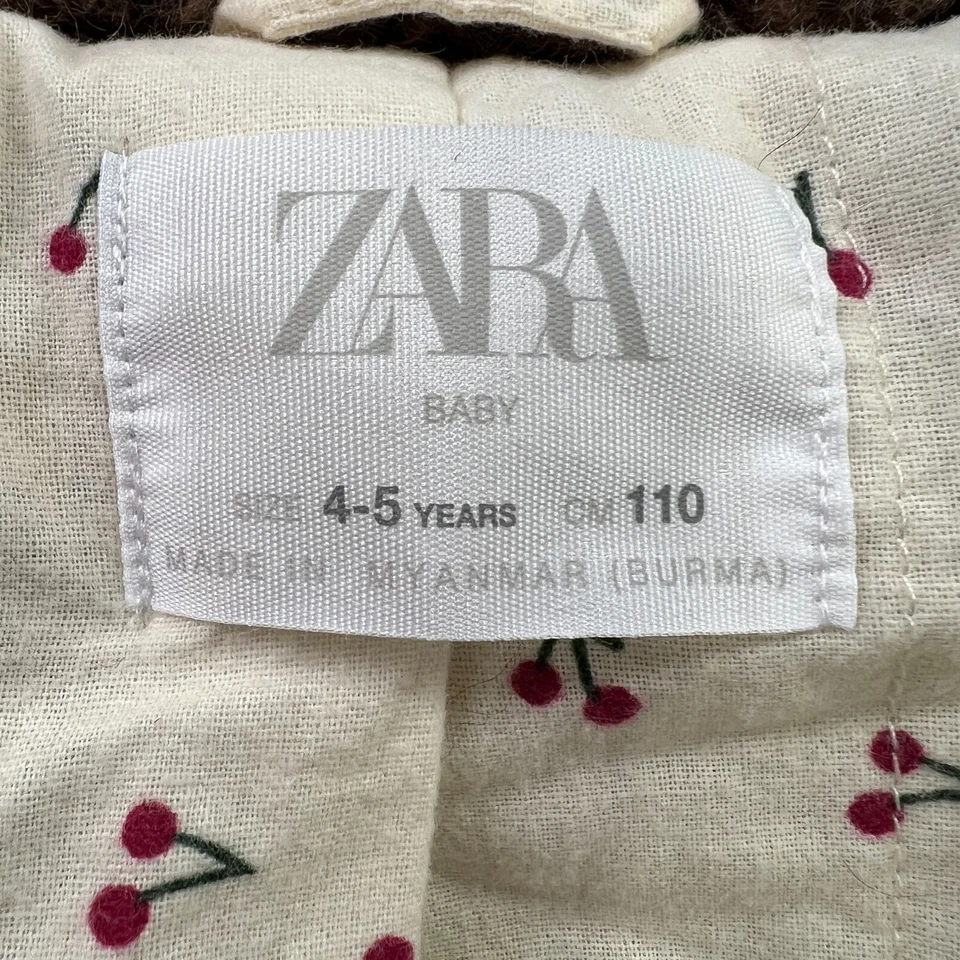 ZARA
BABY
SIZE 4-5 YEARS CM 110
MADE IN MYANMAR (BURMA)